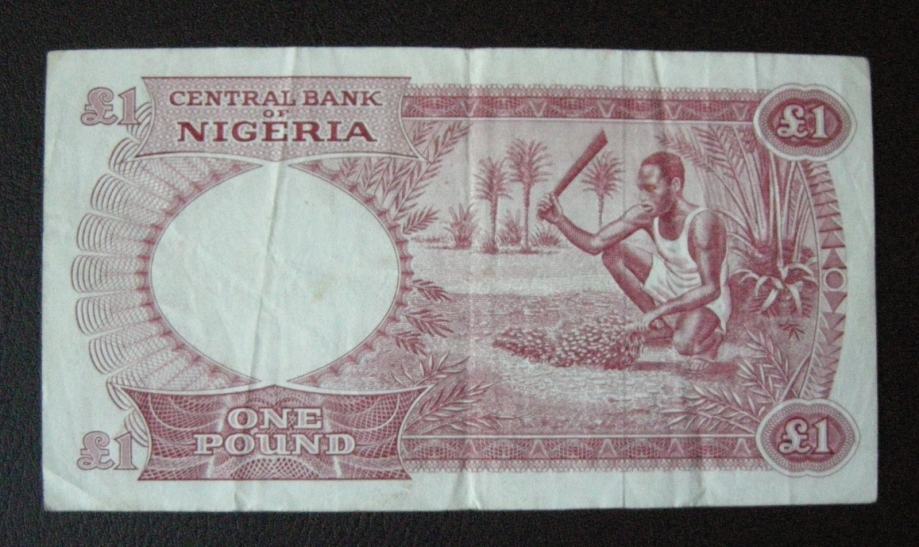 £1
CENTRAL BANK
OF
NIGERIA
£1
£1
ONE
POUND
£1